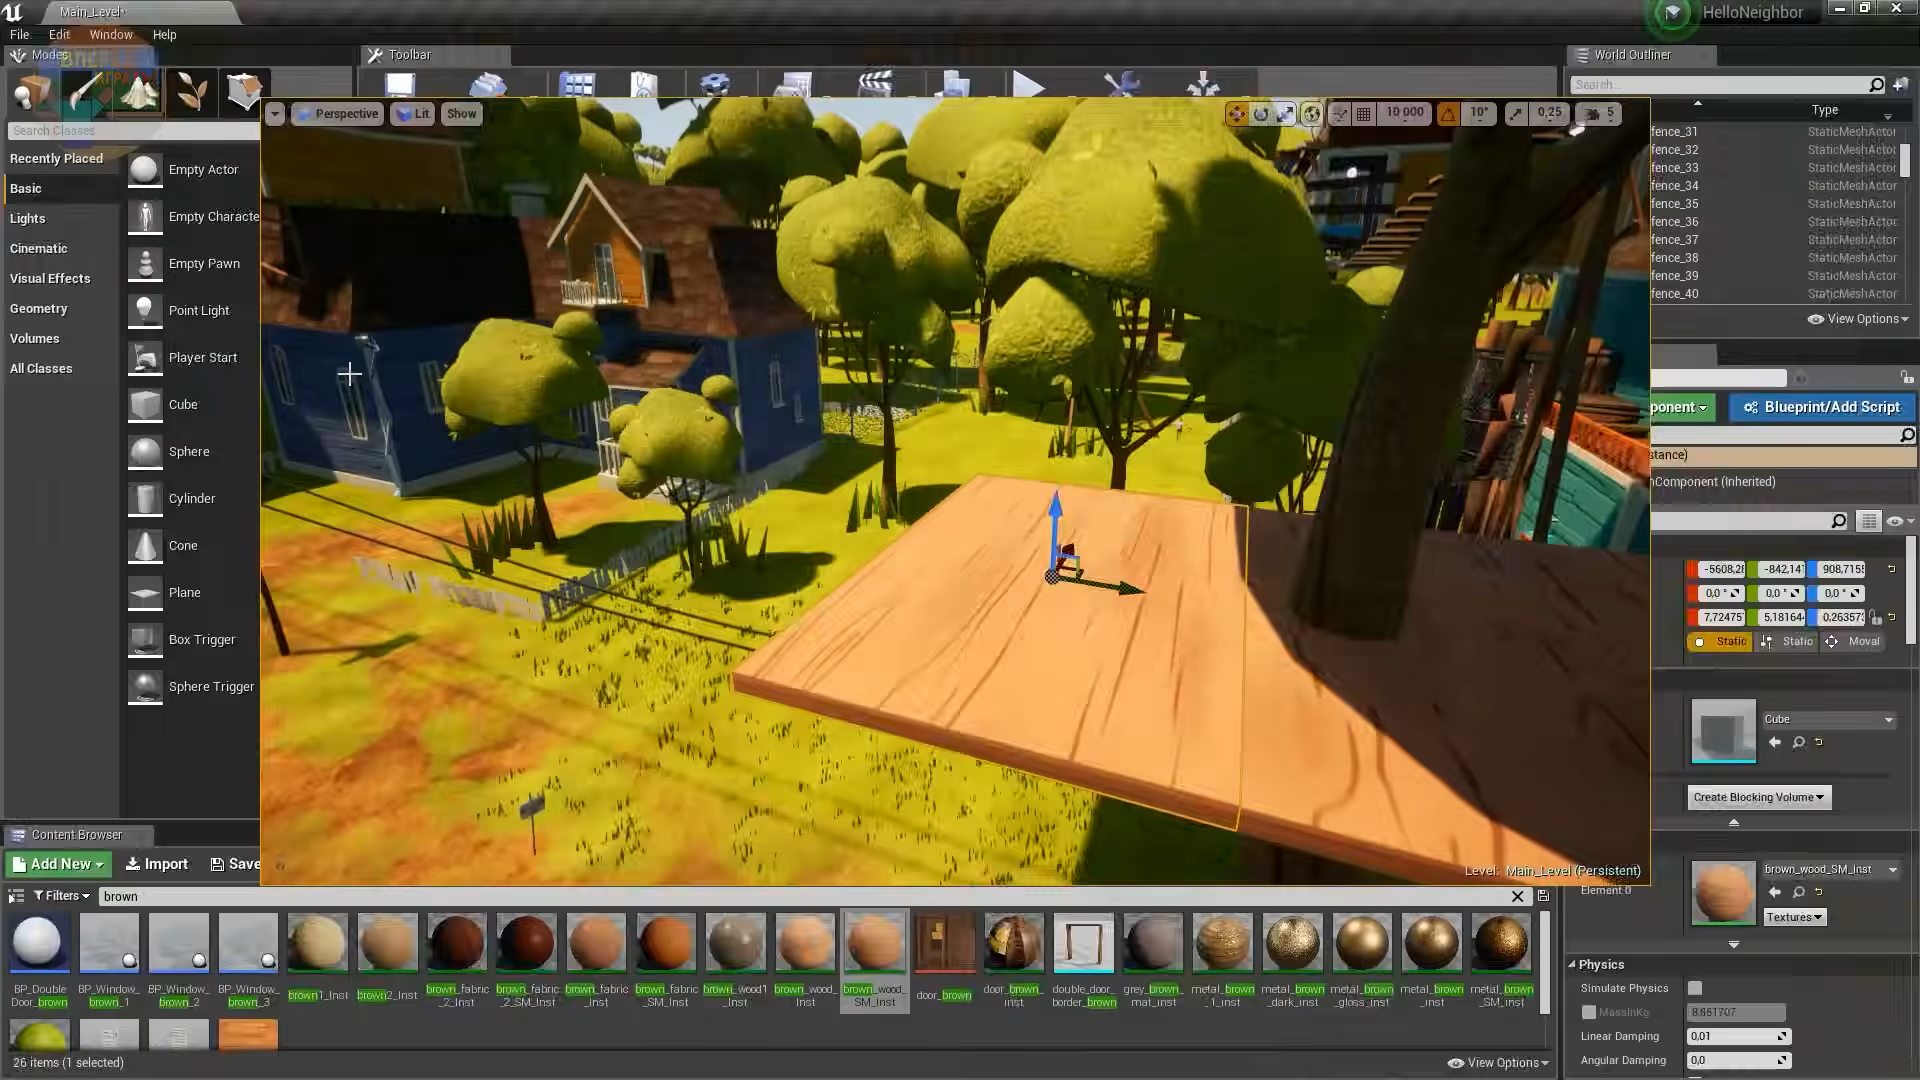 Main_Level*
HelloNeighbor
File Edit Window Help
Modes
Toolbar
World Outliner
Search Classes
Search...
Type
Perspective
Lit
Show
10 000
10°
0,25
5
Recently Placed
Basic
Lights
Cinematic
Visual Effects
Geometry
Volumes
All Classes
Empty Actor
Empty Characte
Empty Pawn
Point Light
Player Start
Cube
Sphere
Cylinder
Cone
Plane
Box Trigger
Sphere Trigger
fence_31 StaticMeshActor
fence_32 StaticMeshActor
fence_33 StaticMeshActor
fence_34 StaticMeshActor
fence_35 StaticMeshActor
fence_36 StaticMeshActor
fence_37 StaticMeshActor
fence_38 StaticMeshActor
fence_39 StaticMeshActor
fence_40 StaticMeshActor
View Options
ponent
Blueprint/Add Script
stance)
nComponent (Inherited)
-5608,28 -842,141 908,7155
0,0 ° 0,0 ° 0,0 °
7,72475 5,18164 0,26357
Static Static Moval
Cube
Create Blocking Volume
brown_wood_SM_Inst
Element 0
Textures
Physics
Simulate Physics
MassInKg 8.651707
Linear Damping 0,01
Angular Damping 0,0
Level: Main_Level (Persistent)
Content Browser
Add New Import Save
Filters brown
BP_Double Door_brown
BP_Window_ brown_1
BP_Window_ brown_2
BP_Window_ brown_3
brown1_Inst
brown2_Inst
brown_fabric _2_Inst
brown_fabric _2_SM_Inst
brown_fabric _Inst
brown_fabric _SM_Inst
brown_wood1 _Inst
brown_wood_ Inst
brown_wood_ SM_Inst
door_brown
door_brown_ inst
double_door_ border_brown
grey_brown_ mat_inst
metal_brown _1_inst
metal_brown _dark_inst
metal_brown _gloss_inst
metal_brown _inst
metal_brown _SM_inst
26 items (1 selected)
View Options